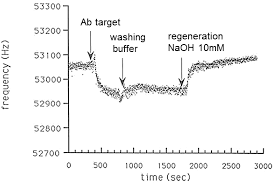 53300
53200
53100
53000
52900
52800
52700
frequency (Hz)
Ab target
washing
buffer
regeneration
NaOH 10mM
0 500 1000 1500 2000 2500 3000
time (sec)